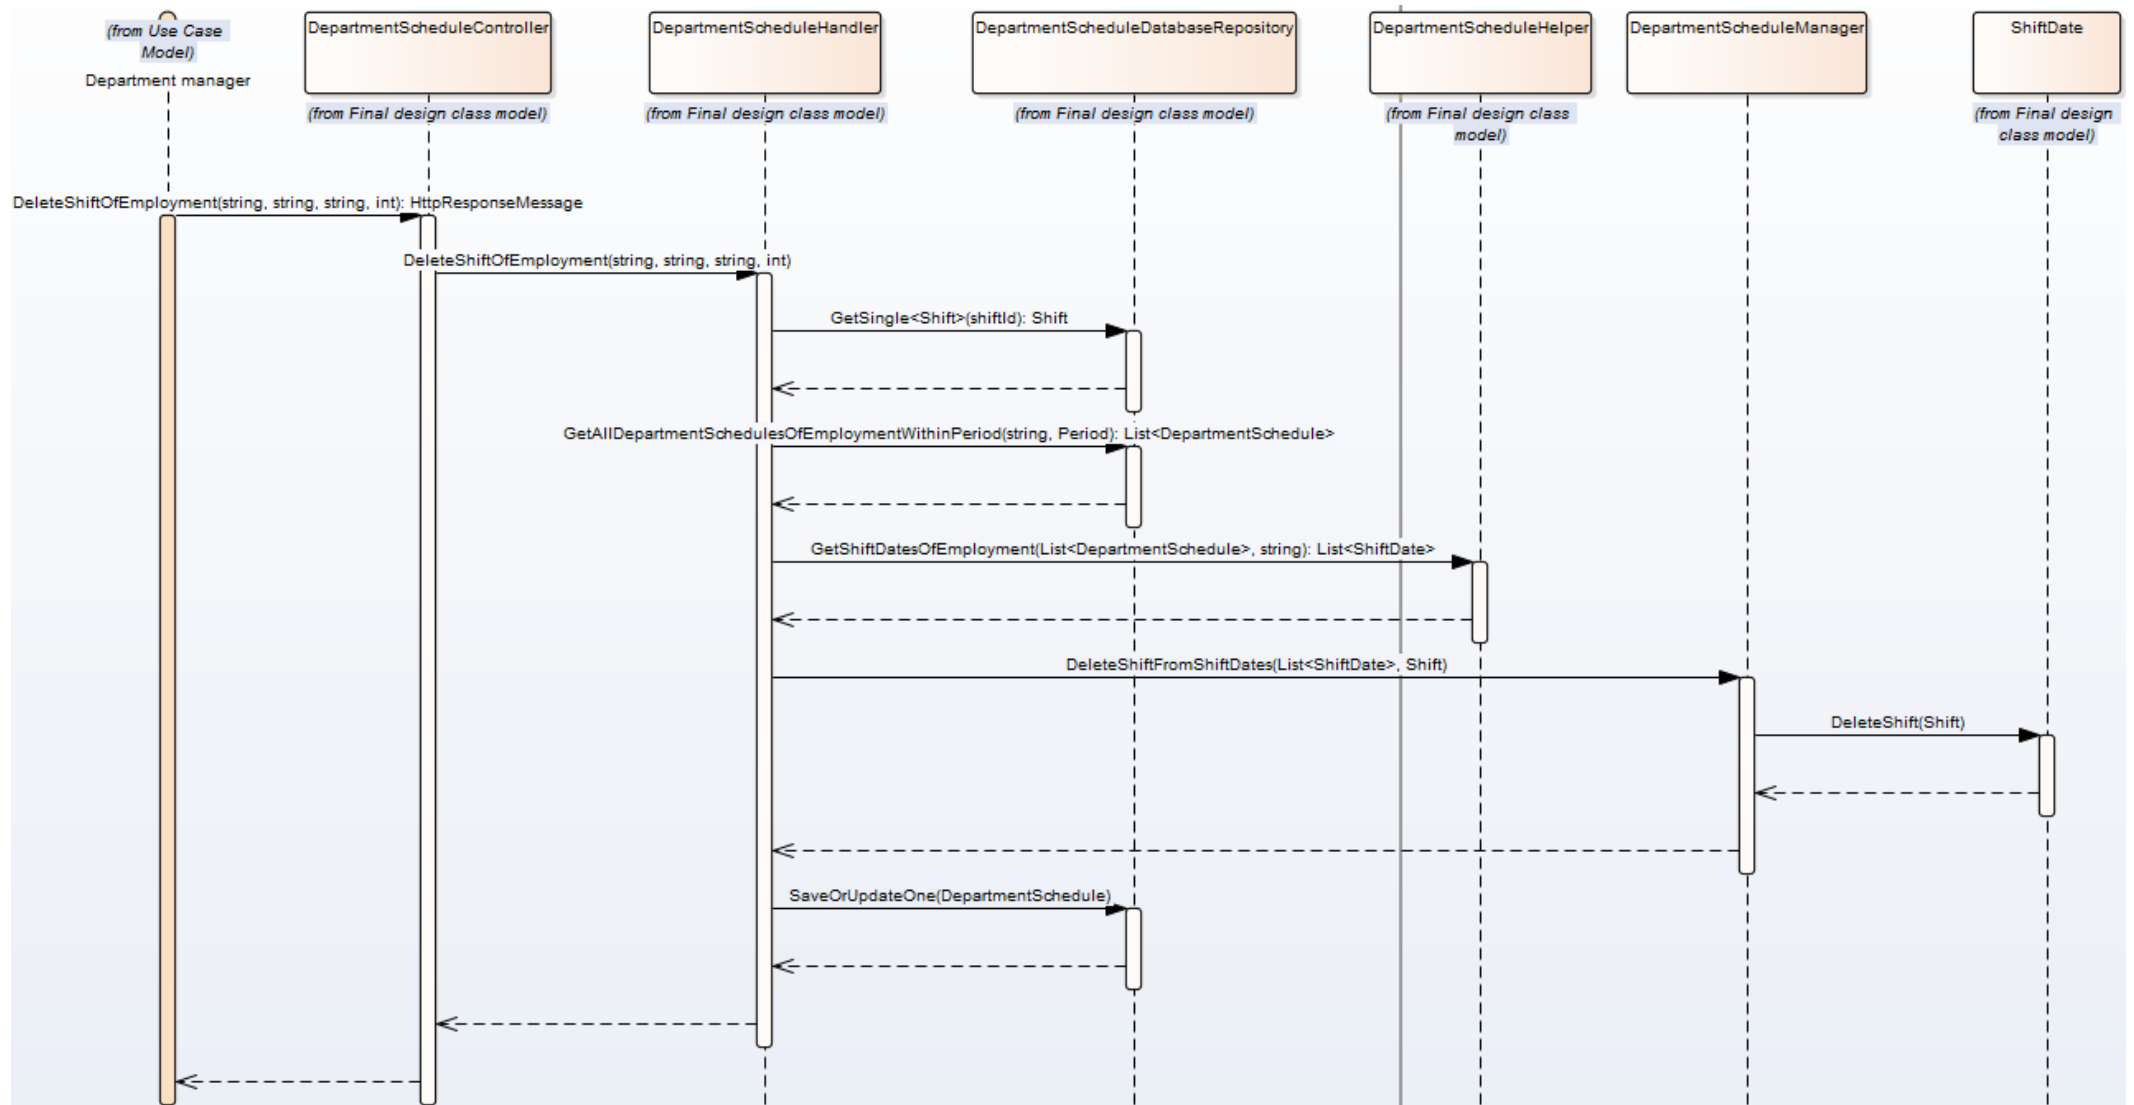 (from Use Case
Model)
Department manager
DepartmentScheduleController
(from Final design class model)
DepartmentScheduleHandler
(from Final design class model)
DepartmentScheduleDatabaseRepository
(from Final design class model)
DepartmentScheduleHelper
(from Final design class
model)
DepartmentScheduleManager
ShiftDate
(from Final design
class model)
DeleteShiftOfEmployment(string, string, string, int): HttpResponseMessage
DeleteShiftOfEmployment(string, string, string, int)
GetSingle<Shift>(shiftId): Shift
GetAllDepartmentSchedulesOfEmploymentWithinPeriod(string, Period): List<DepartmentSchedule>
GetShiftDatesOfEmployment(List<DepartmentSchedule>, string): List<ShiftDate>
DeleteShiftFromShiftDates(List<ShiftDate>, Shift)
DeleteShift(Shift)
SaveOrUpdateOne(DepartmentSchedule)